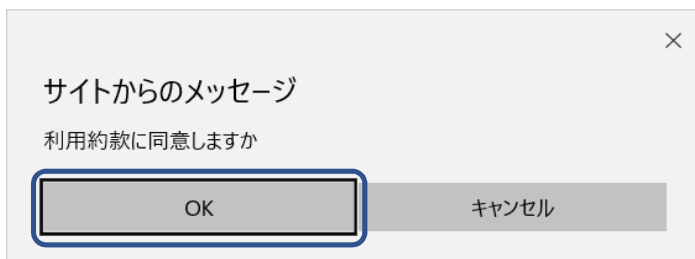 サイトからのメッセージ
利用約款に同意しますか
OK
キャンセル